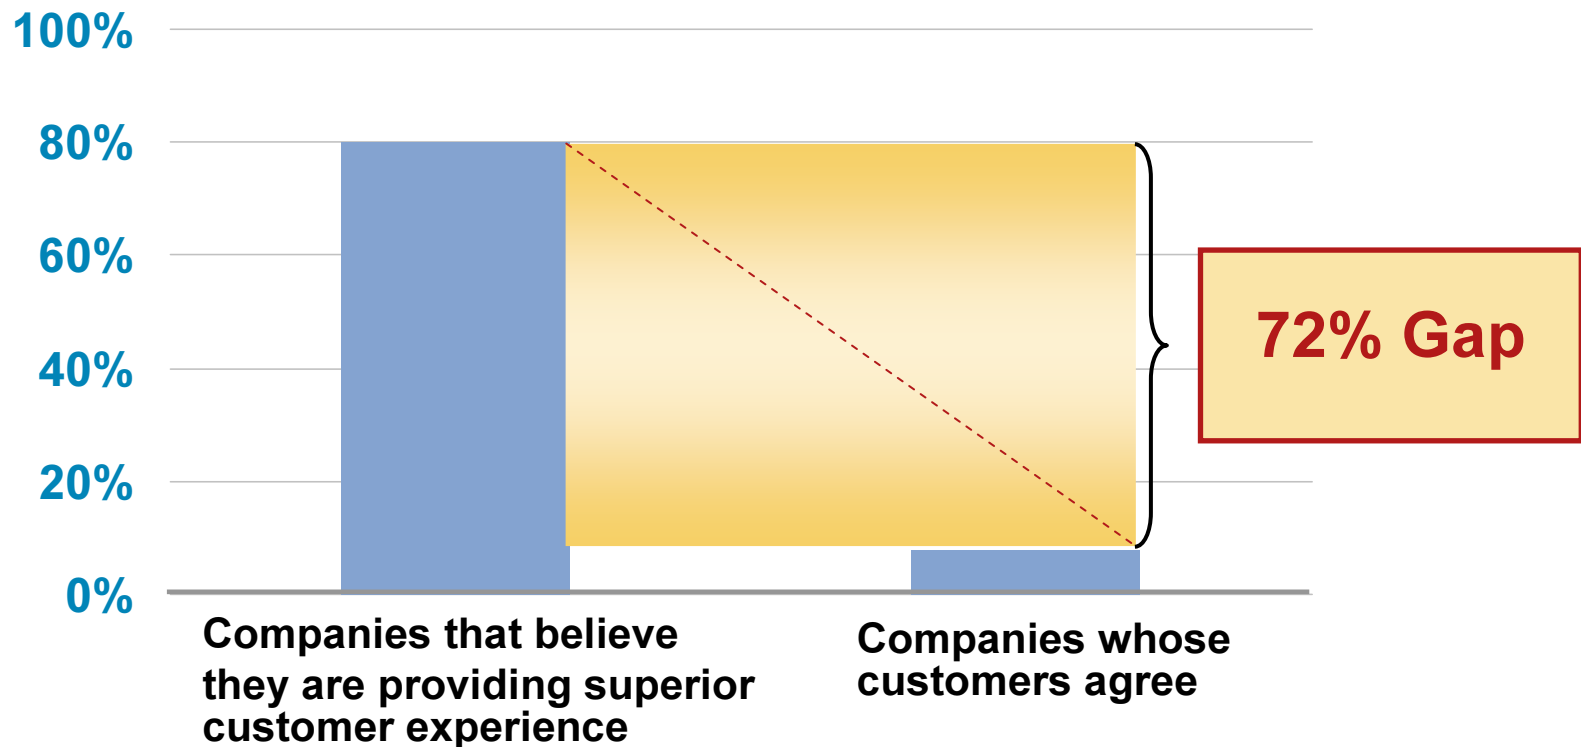 100%
80%
60%
40%
20%
0%
72% Gap
Companies that believe
they are providing superior
customer experience
Companies whose
customers agree